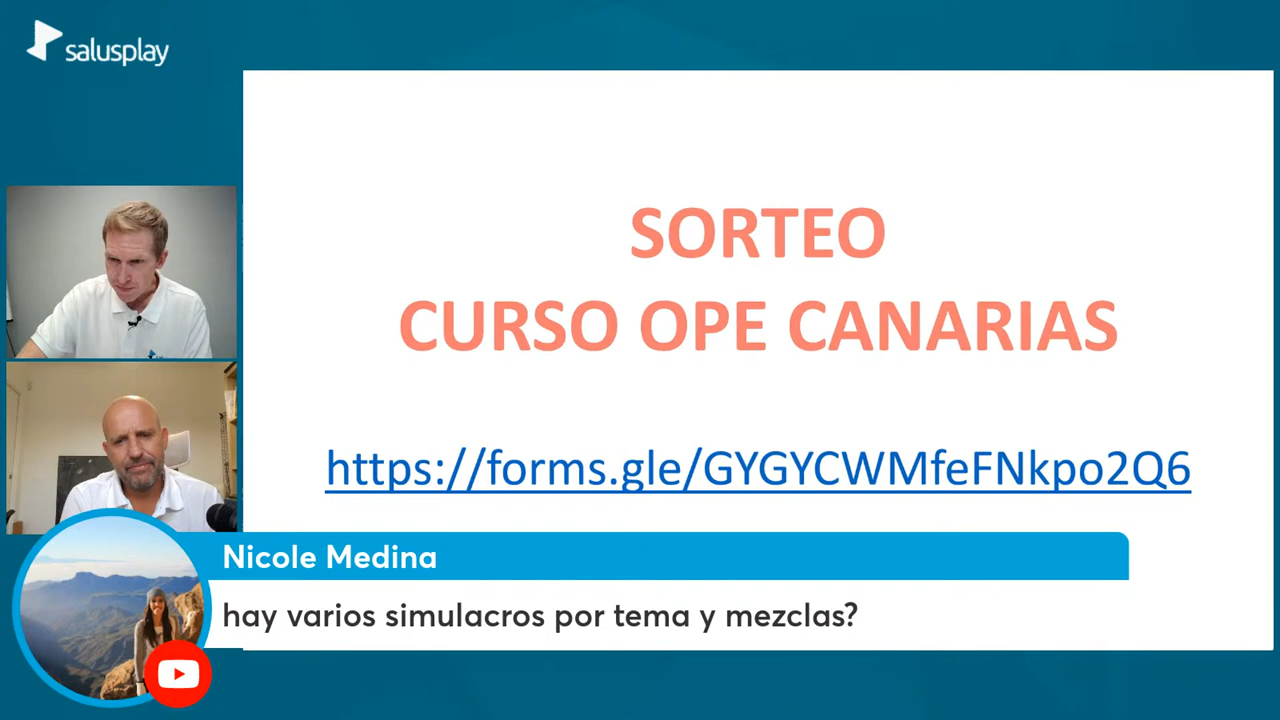 salusplay
SORTEO
CURSO OPE CANARIAS
https://forms.gle/GYGYCWMfeFNkpo2Q6
Nicole Medina
hay varios simulacros por tema y mezclas?